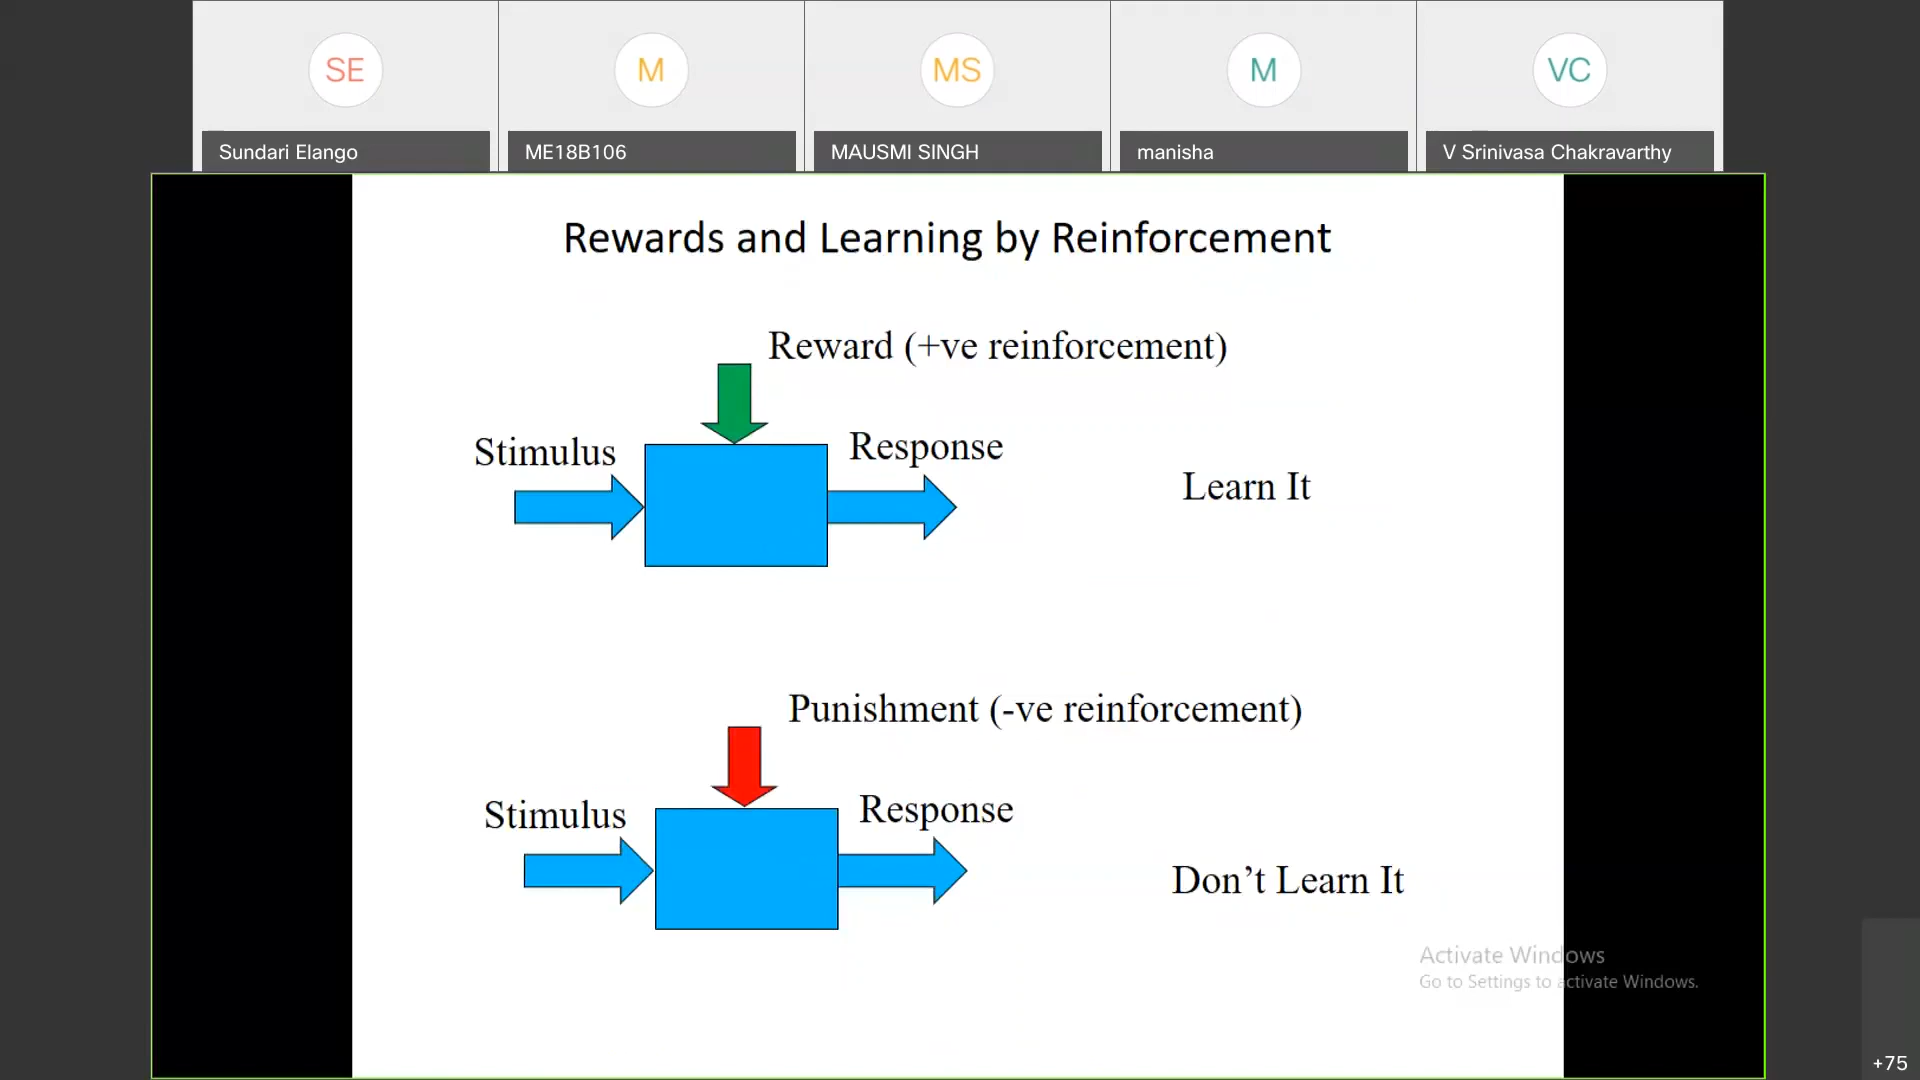 SE
M
MS
M
VC
Sundari Elango
ME18B106
MAUSMI SINGH
manisha
V Srinivasa Chakravarthy
Rewards and Learning by Reinforcement
Reward (+ve reinforcement)
Stimulus
Response
Learn It
Punishment (-ve reinforcement)
Stimulus
Response
Don’t Learn It
Activate Windows
Go to Settings to activate Windows.
+75